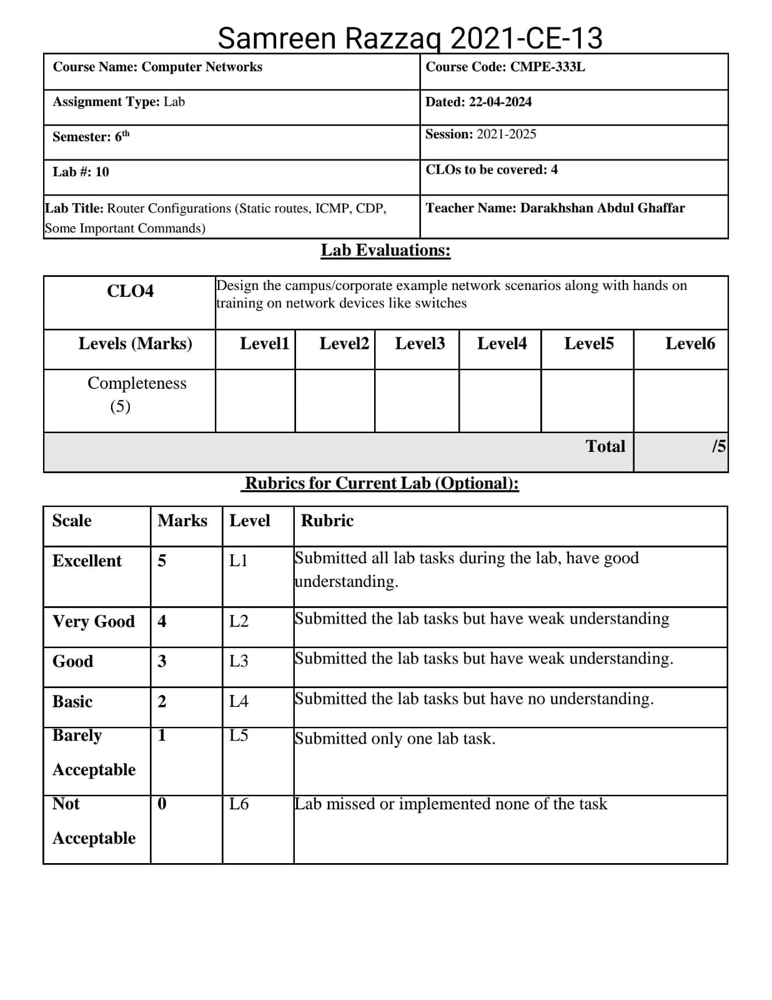 Samreen Razzaq 2021-CE-13
Course Name: Computer Networks
Course Code: CMPE-333L
Assignment Type: Lab
Dated: 22-04-2024
Semester: 6th
Session: 2021-2025
Lab #: 10
CLOs to be covered: 4
Lab Title: Router Configurations (Static routes, ICMP, CDP,
Some Important Commands)
Teacher Name: Darakhshan Abdul Ghaffar
Lab Evaluations:
CLO4
Design the campus/corporate example network scenarios along with hands on
training on network devices like switches
Levels (Marks)
Level1
Level2
Level3
Level4
Level5
Level6
Completeness
(5)
Total
/5
Rubrics for Current Lab (Optional):
Scale
Marks
Level
Rubric
Excellent
5
L1
Submitted all lab tasks during the lab, have good
understanding.
Very Good
4
L2
Submitted the lab tasks but have weak understanding
Good
3
L3
Submitted the lab tasks but have weak understanding.
Basic
2
L4
Submitted the lab tasks but have no understanding.
Barely
Acceptable
1
L5
Submitted only one lab task.
Not
Acceptable
0
L6
Lab missed or implemented none of the task